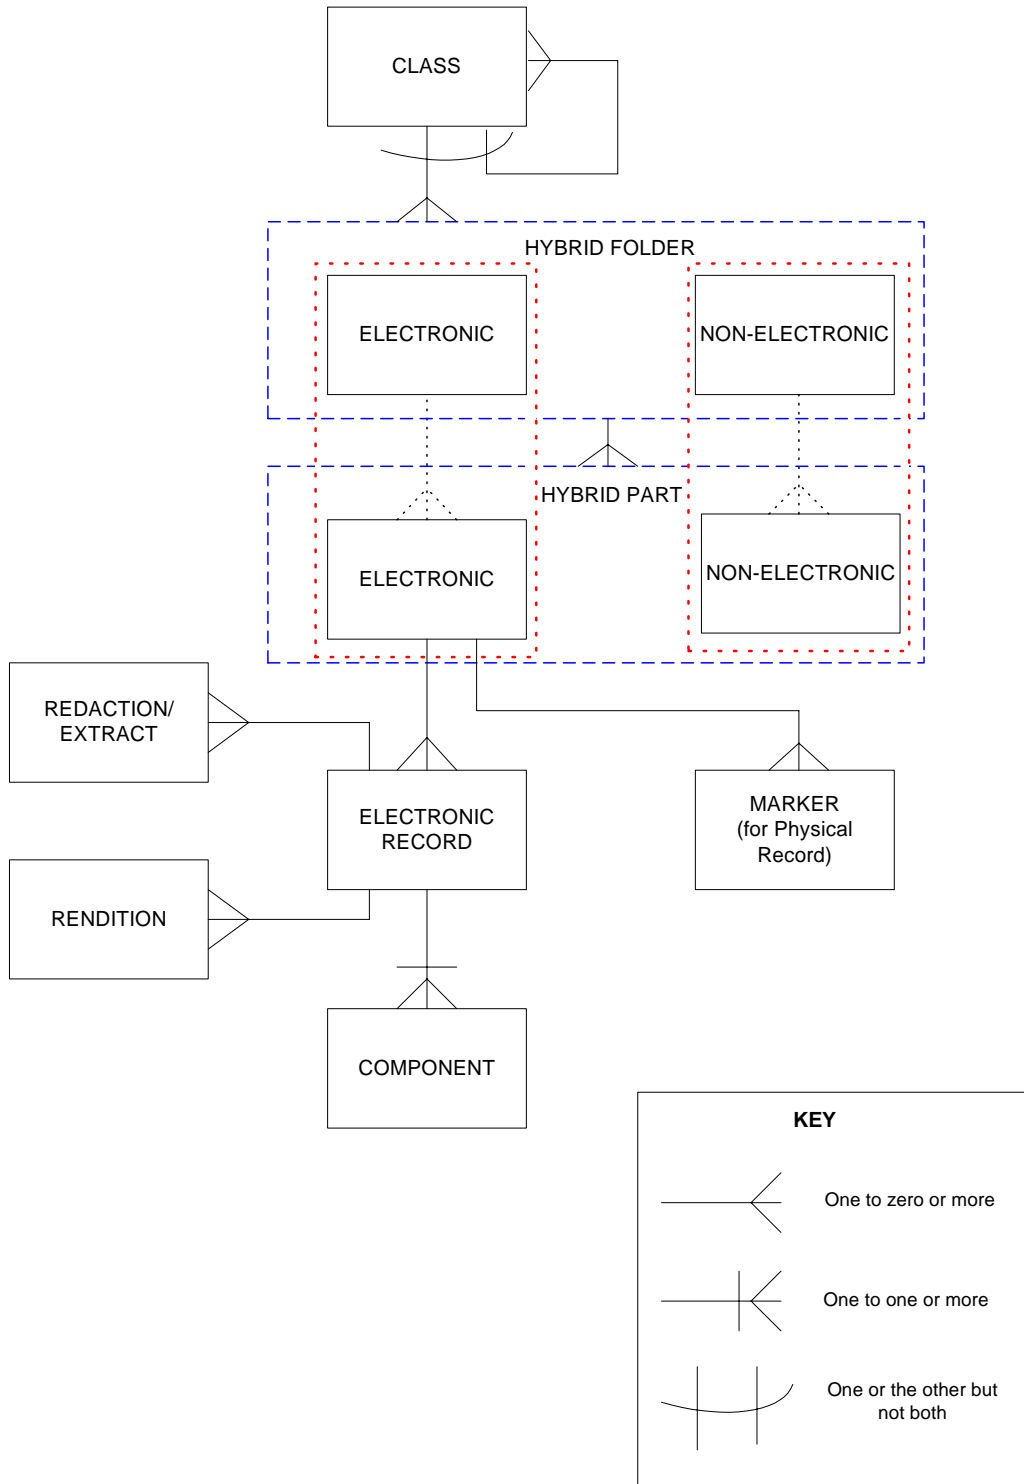 CLASS
HYBRID FOLDER
ELECTRONIC
NON-ELECTRONIC
HYBRID PART
ELECTRONIC
NON-ELECTRONIC
REDACTION/
EXTRACT
ELECTRONIC
RECORD
MARKER
(for Physical
Record)
RENDITION
COMPONENT
KEY
One to zero or more
One to one or more
One or the other but
not both